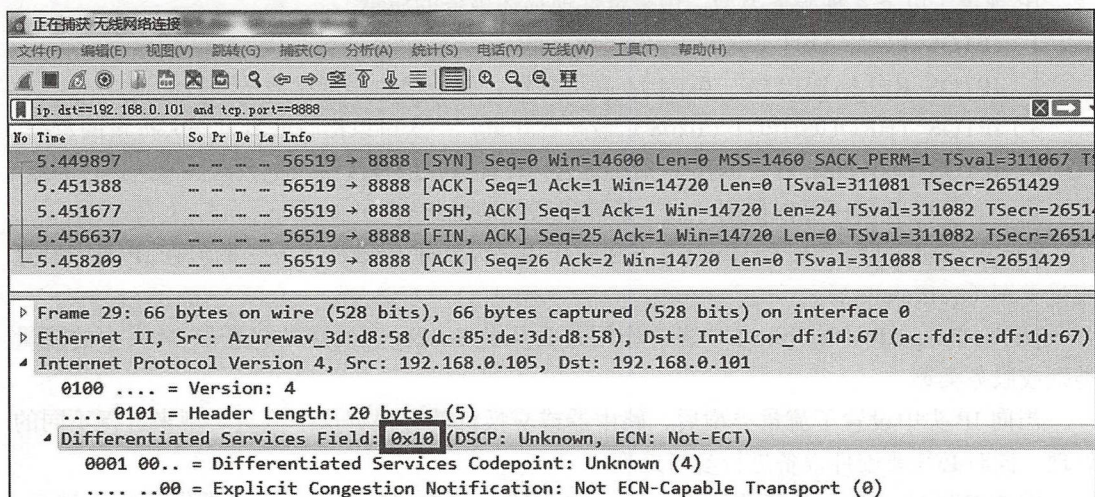 正在捕获 无线网络连接
文件(F) 编辑(E) 视图(V) 跳转(G) 捕获(C) 分析(A) 统计(S) 电话(Y) 无线(W) 工具(T) 帮助(H)
ip.dst==192.168.0.101 and tcp.port==8888
No Time So Pr De Le Info
5.449897 … … … … 56519 → 8888 [SYN] Seq=0 Win=14600 Len=0 MSS=1460 SACK_PERM=1 TSval=311067 TS
5.451388 … … … … 56519 → 8888 [ACK] Seq=1 Ack=1 Win=14720 Len=0 TSval=311081 TSecr=2651429
5.451677 … … … … 56519 → 8888 [PSH, ACK] Seq=1 Ack=1 Win=14720 Len=24 TSval=311082 TSecr=26514
5.456637 … … … … 56519 → 8888 [FIN, ACK] Seq=25 Ack=1 Win=14720 Len=0 TSval=311082 TSecr=26514
5.458209 … … … … 56519 → 8888 [ACK] Seq=26 Ack=2 Win=14720 Len=0 TSval=311088 TSecr=2651429
Frame 29: 66 bytes on wire (528 bits), 66 bytes captured (528 bits) on interface 0
Ethernet II, Src: Azurewav_3d:d8:58 (dc:85:de:3d:d8:58), Dst: IntelCor_df:1d:67 (ac:fd:ce:df:1d:67)
Internet Protocol Version 4, Src: 192.168.0.105, Dst: 192.168.0.101
0100 .... = Version: 4
.... 0101 = Header Length: 20 bytes (5)
Differentiated Services Field: 0x10 (DSCP: Unknown, ECN: Not-ECT)
0001 00.. = Differentiated Services Codepoint: Unknown (4)
.... ..00 = Explicit Congestion Notification: Not ECN-Capable Transport (0)